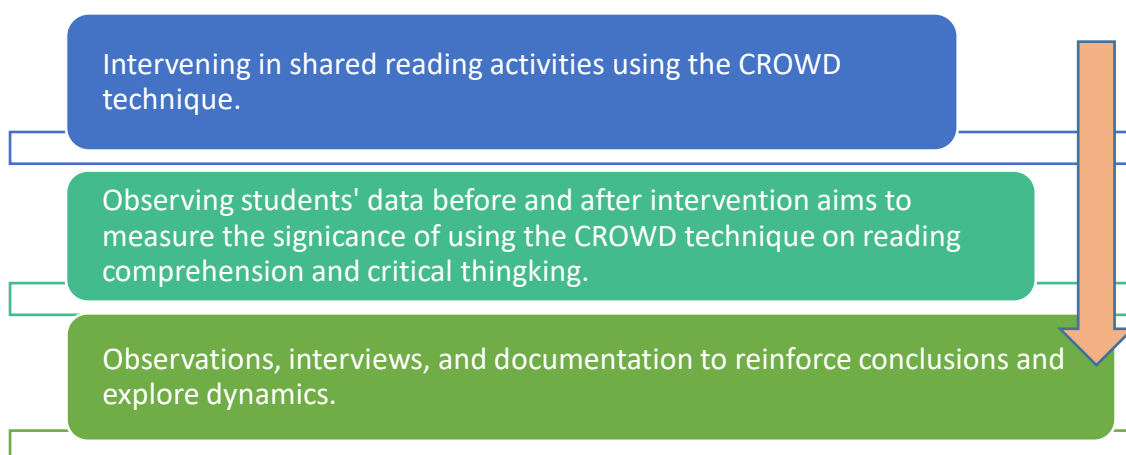 Intervening in shared reading activities using the CROWD
technique.
Observing students' data before and after intervention aims to
measure the signicance of using the CROWD technique on reading
comprehension and critical thingking.
Observations, interviews, and documentation to reinforce conclusions and
explore dynamics.